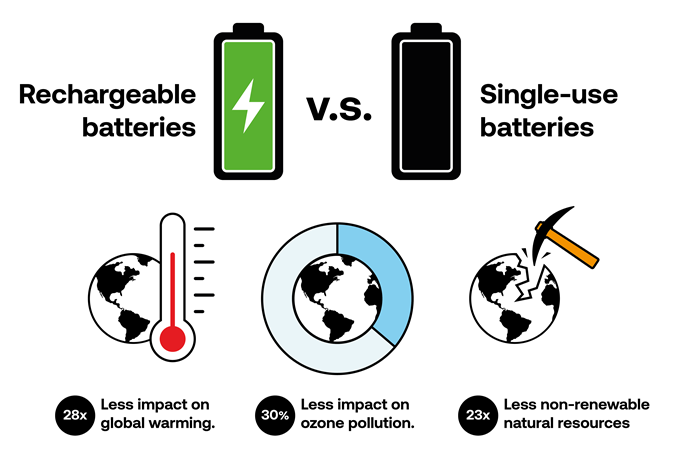 Rechargeable
batteries
v.s.
Single-use
batteries
28x
Less impact on
global warming.
30%
Less impact on
ozone pollution.
23x
Less non-renewable
natural resources